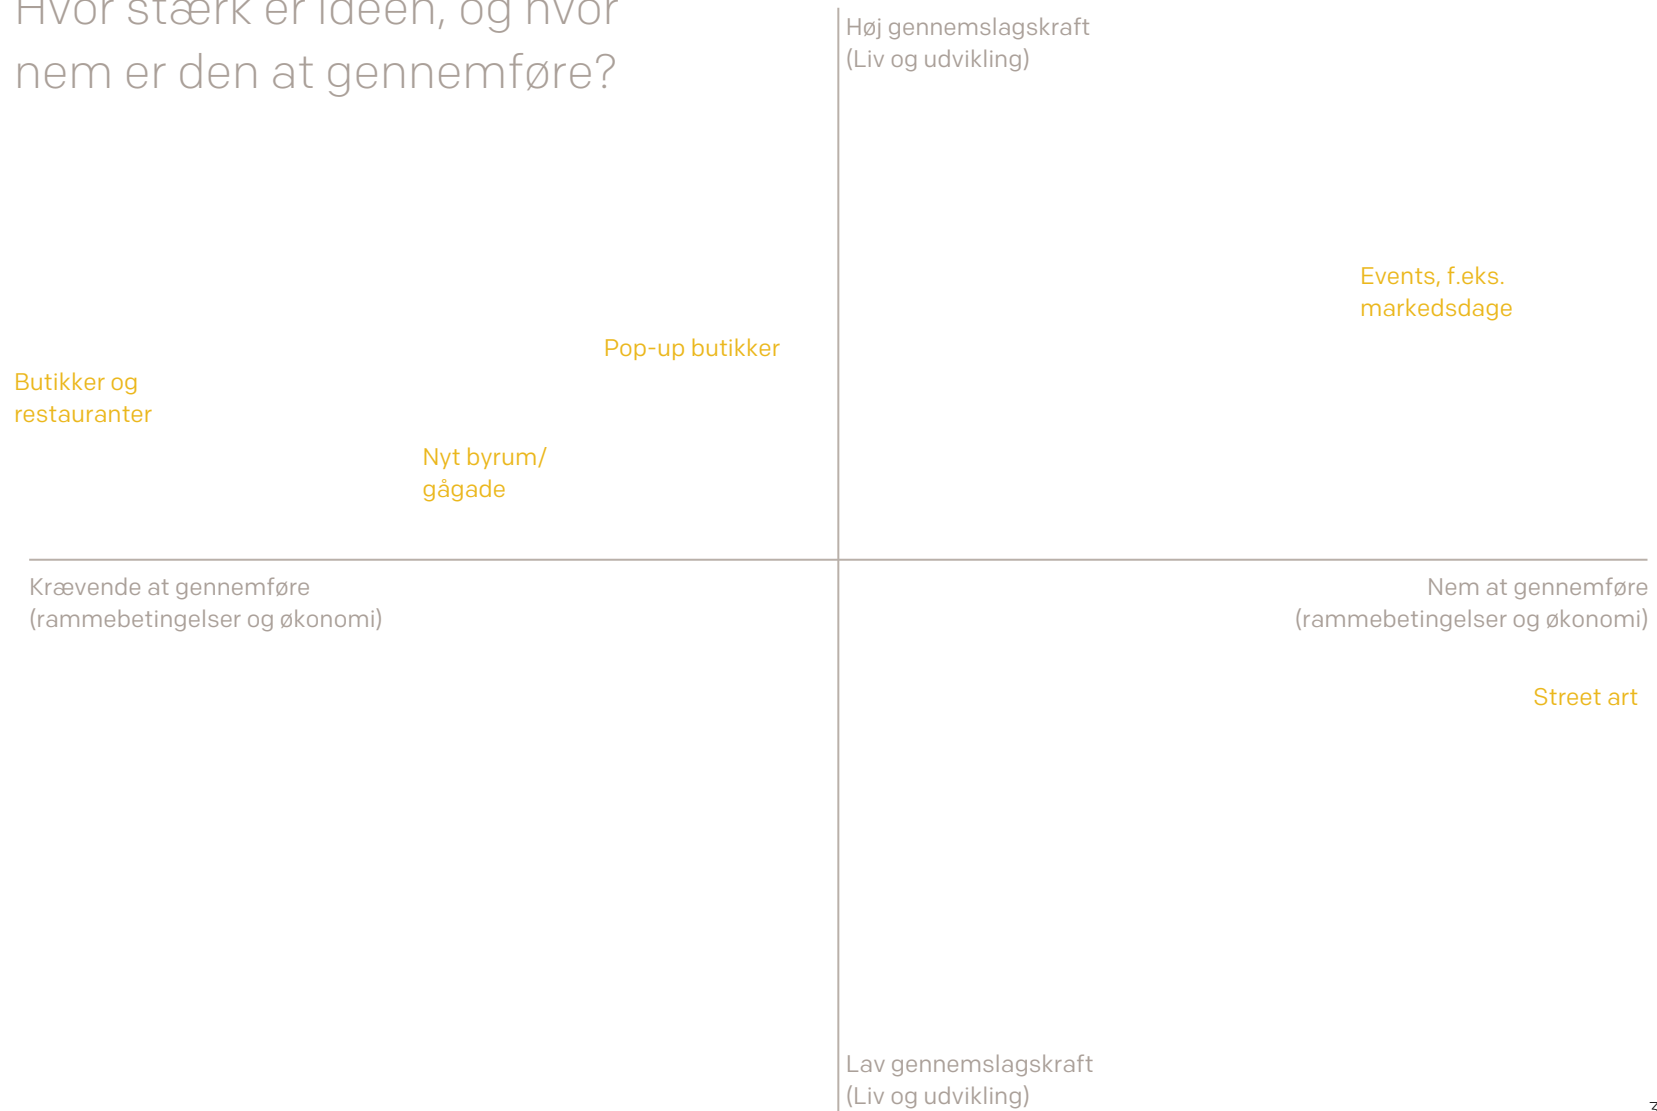 Hvor stærk er ideen, og hvor
nem er den at gennemføre?
Høj gennemslagskraft
(Liv og udvikling)
Events, f.eks.
markedsdage
Pop-up butikker
Butikker og
restauranter
Nyt byrum/
gågade
Krævende at gennemføre
(rammebetingelser og økonomi)
Nem at gennemføre
(rammebetingelser og økonomi)
Street art
Lav gennemslagskraft
(Liv og udvikling)